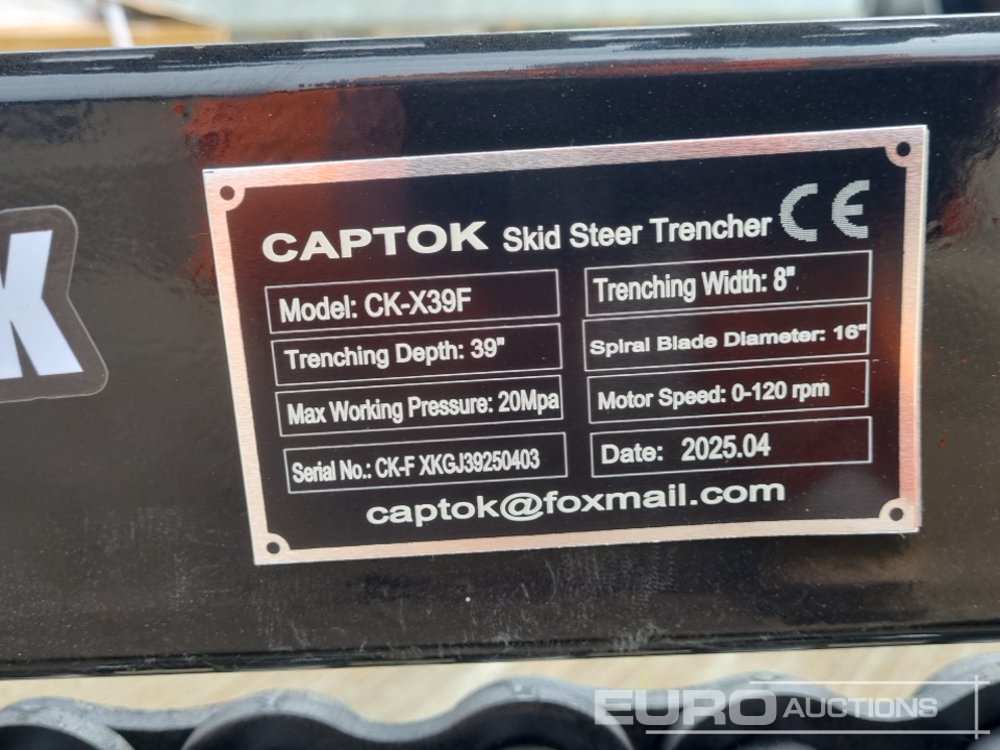 K
CAPTOK Skid Steer Trencher CE
Model: CK-X39F
Trenching Width: 8"
Trenching Depth: 39"
Spiral Blade Diameter: 16"
Max Working Pressure: 20Mpa
Motor Speed: 0-120 rpm
Serial No.: CK-F XKGJ39250403
Date: 2025.04
captok@foxmail.com
EURO AUCTIONS